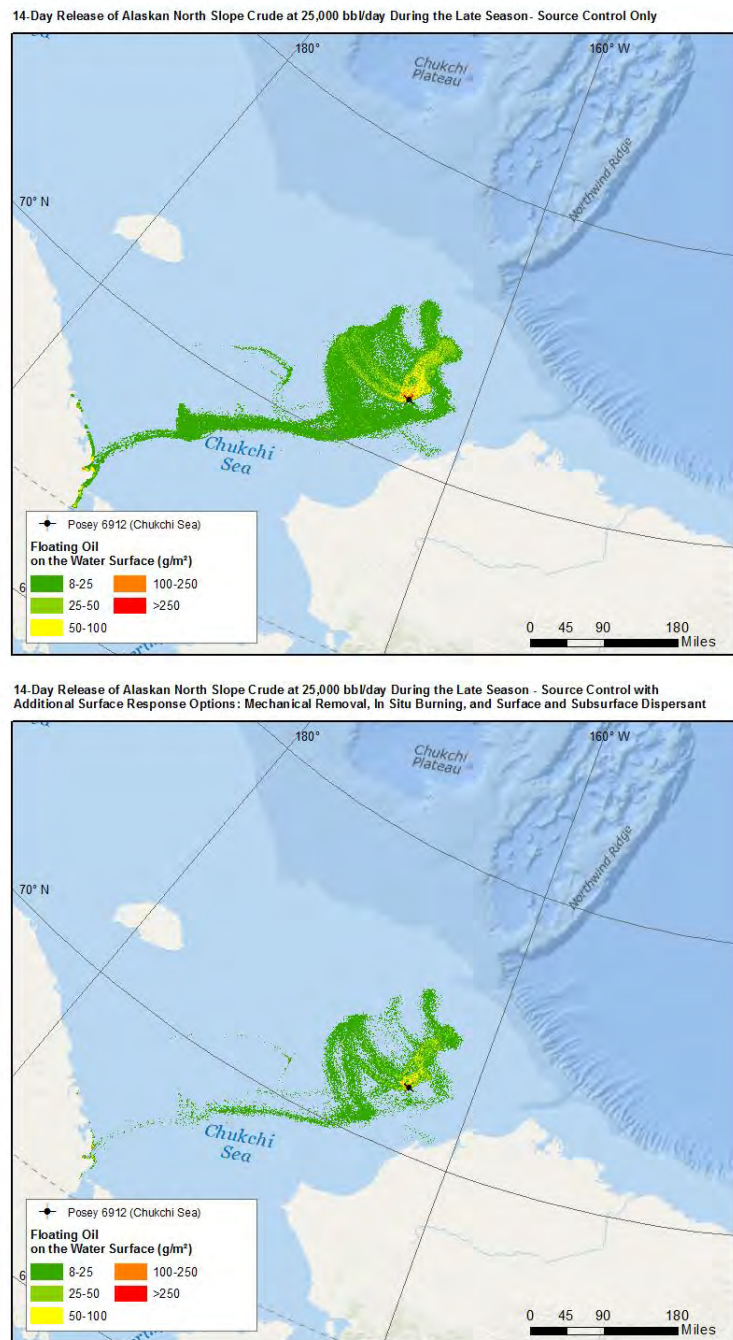 14-Day Release of Alaskan North Slope Crude at 25,000 bbl/day During the Late Season- Source Control Only
180°
160° W
Chukchi
Plateau
Northwind Ridge
70° N
Chukchi
Sea
6
Posey 6912 (Chukchi Sea)
Floating Oil
on the Water Surface (g/m²)
8-25
100-250
25-50
>250
50-100
0 45 90 180
Miles
14-Day Release of Alaskan North Slope Crude at 25,000 bbl/day During the Late Season - Source Control with
Additional Surface Response Options: Mechanical Removal, In Situ Burning, and Surface and Subsurface Dispersant
180°
160° W
Chukchi
Plateau
Northwind Ridge
70° N
Chukchi
Sea
6
Posey 6912 (Chukchi Sea)
Floating Oil
on the Water Surface (g/m²)
8-25
100-250
25-50
>250
50-100
0 45 90 180
Miles